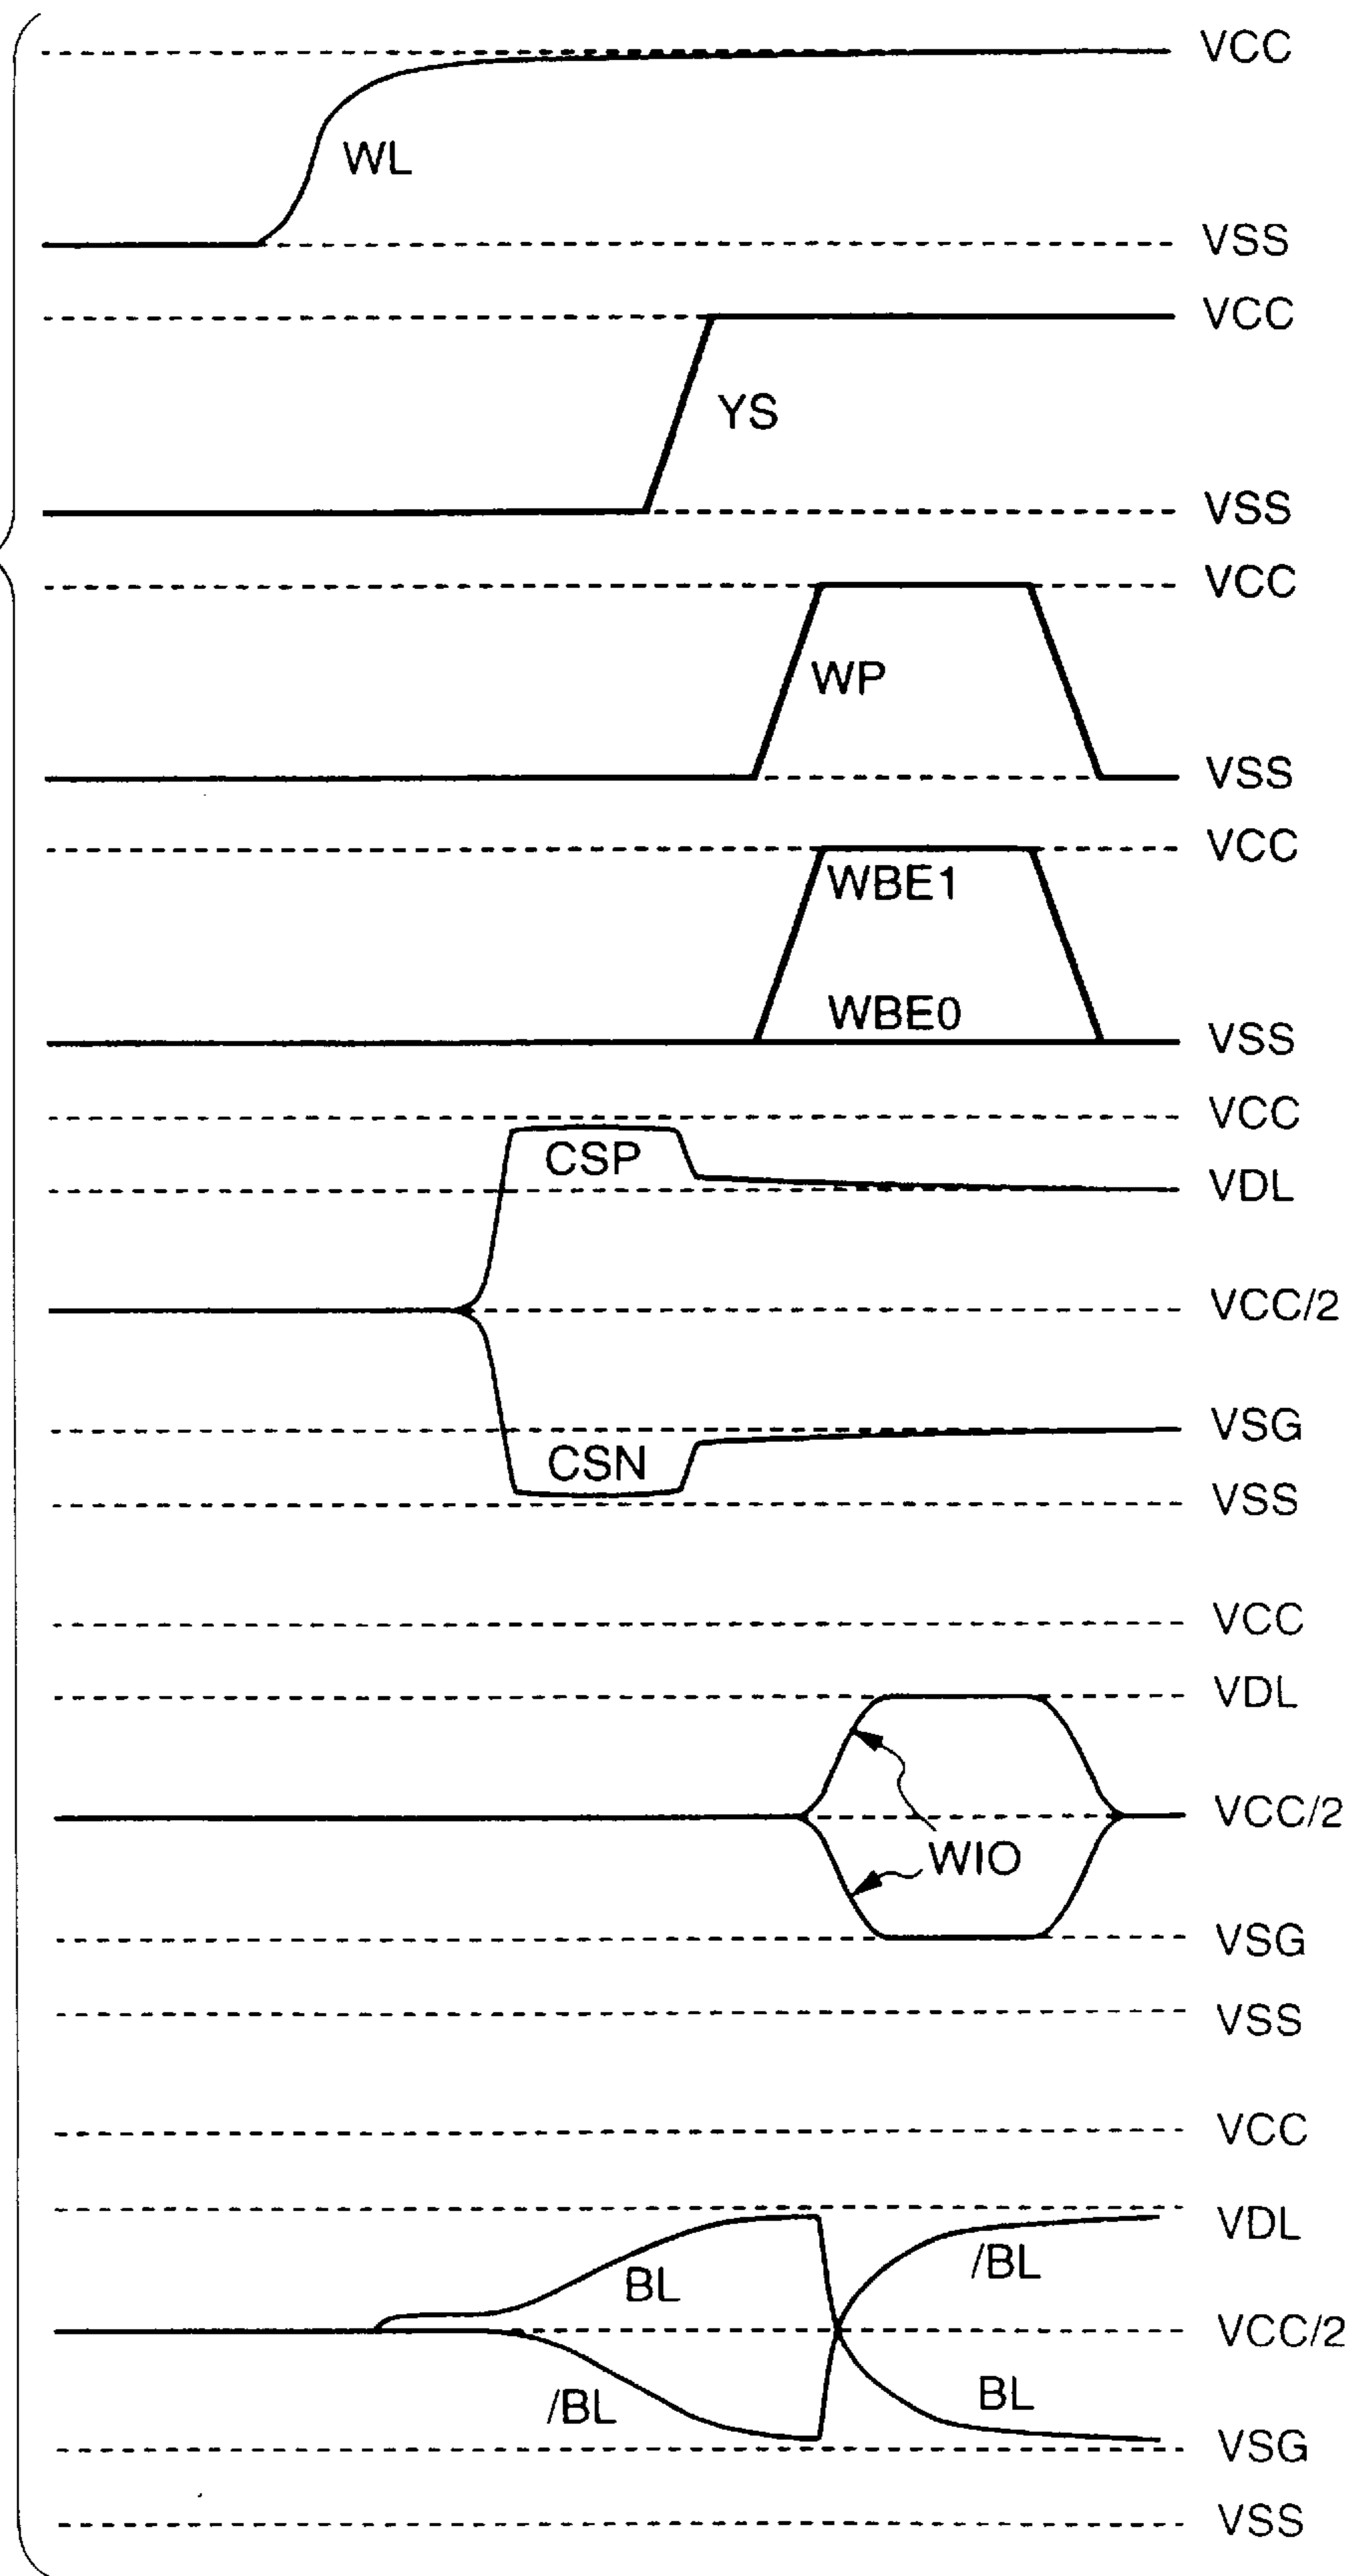 VCC
WL
VSS
VCC
YS
VSS
VCC
WP
VSS
VCC
WBE1
WBE0
VSS
VCC
CSP
VDL
VCC/2
VSG
CSN
VSS
VCC
VDL
VCC/2
WIO
VSG
VSS
VCC
VDL
/BL
BL
VCC/2
BL
/BL
VSG
VSS